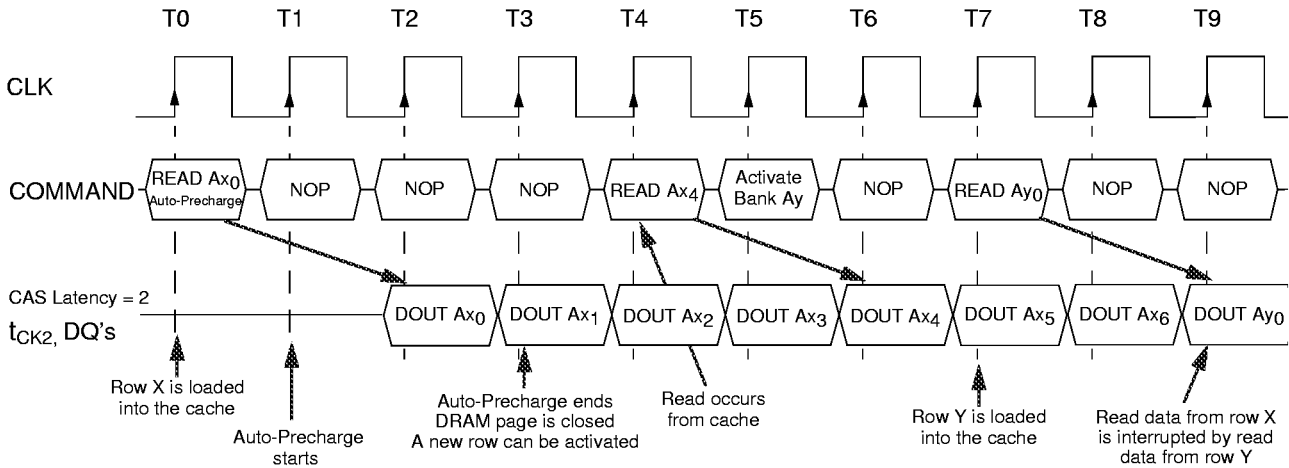 T0 T1 T2 T3 T4 T5 T6 T7 T8 T9
CLK
COMMAND READ Ax0 Auto-Precharge NOP NOP NOP READ Ax4 Activate Bank Ay NOP READ Ay0 NOP NOP
CAS Latency = 2
tCK2, DQ's DOUT Ax0 DOUT Ax1 DOUT Ax2 DOUT Ax3 DOUT Ax4 DOUT Ax5 DOUT Ax6 DOUT Ay0
Row X is loaded
into the cache
Auto-Precharge
starts
Auto-Precharge ends
DRAM page is closed
A new row can be activated
Read occurs
from cache
Row Y is loaded
into the cache
Read data from row X
is interrupted by read
data from row Y